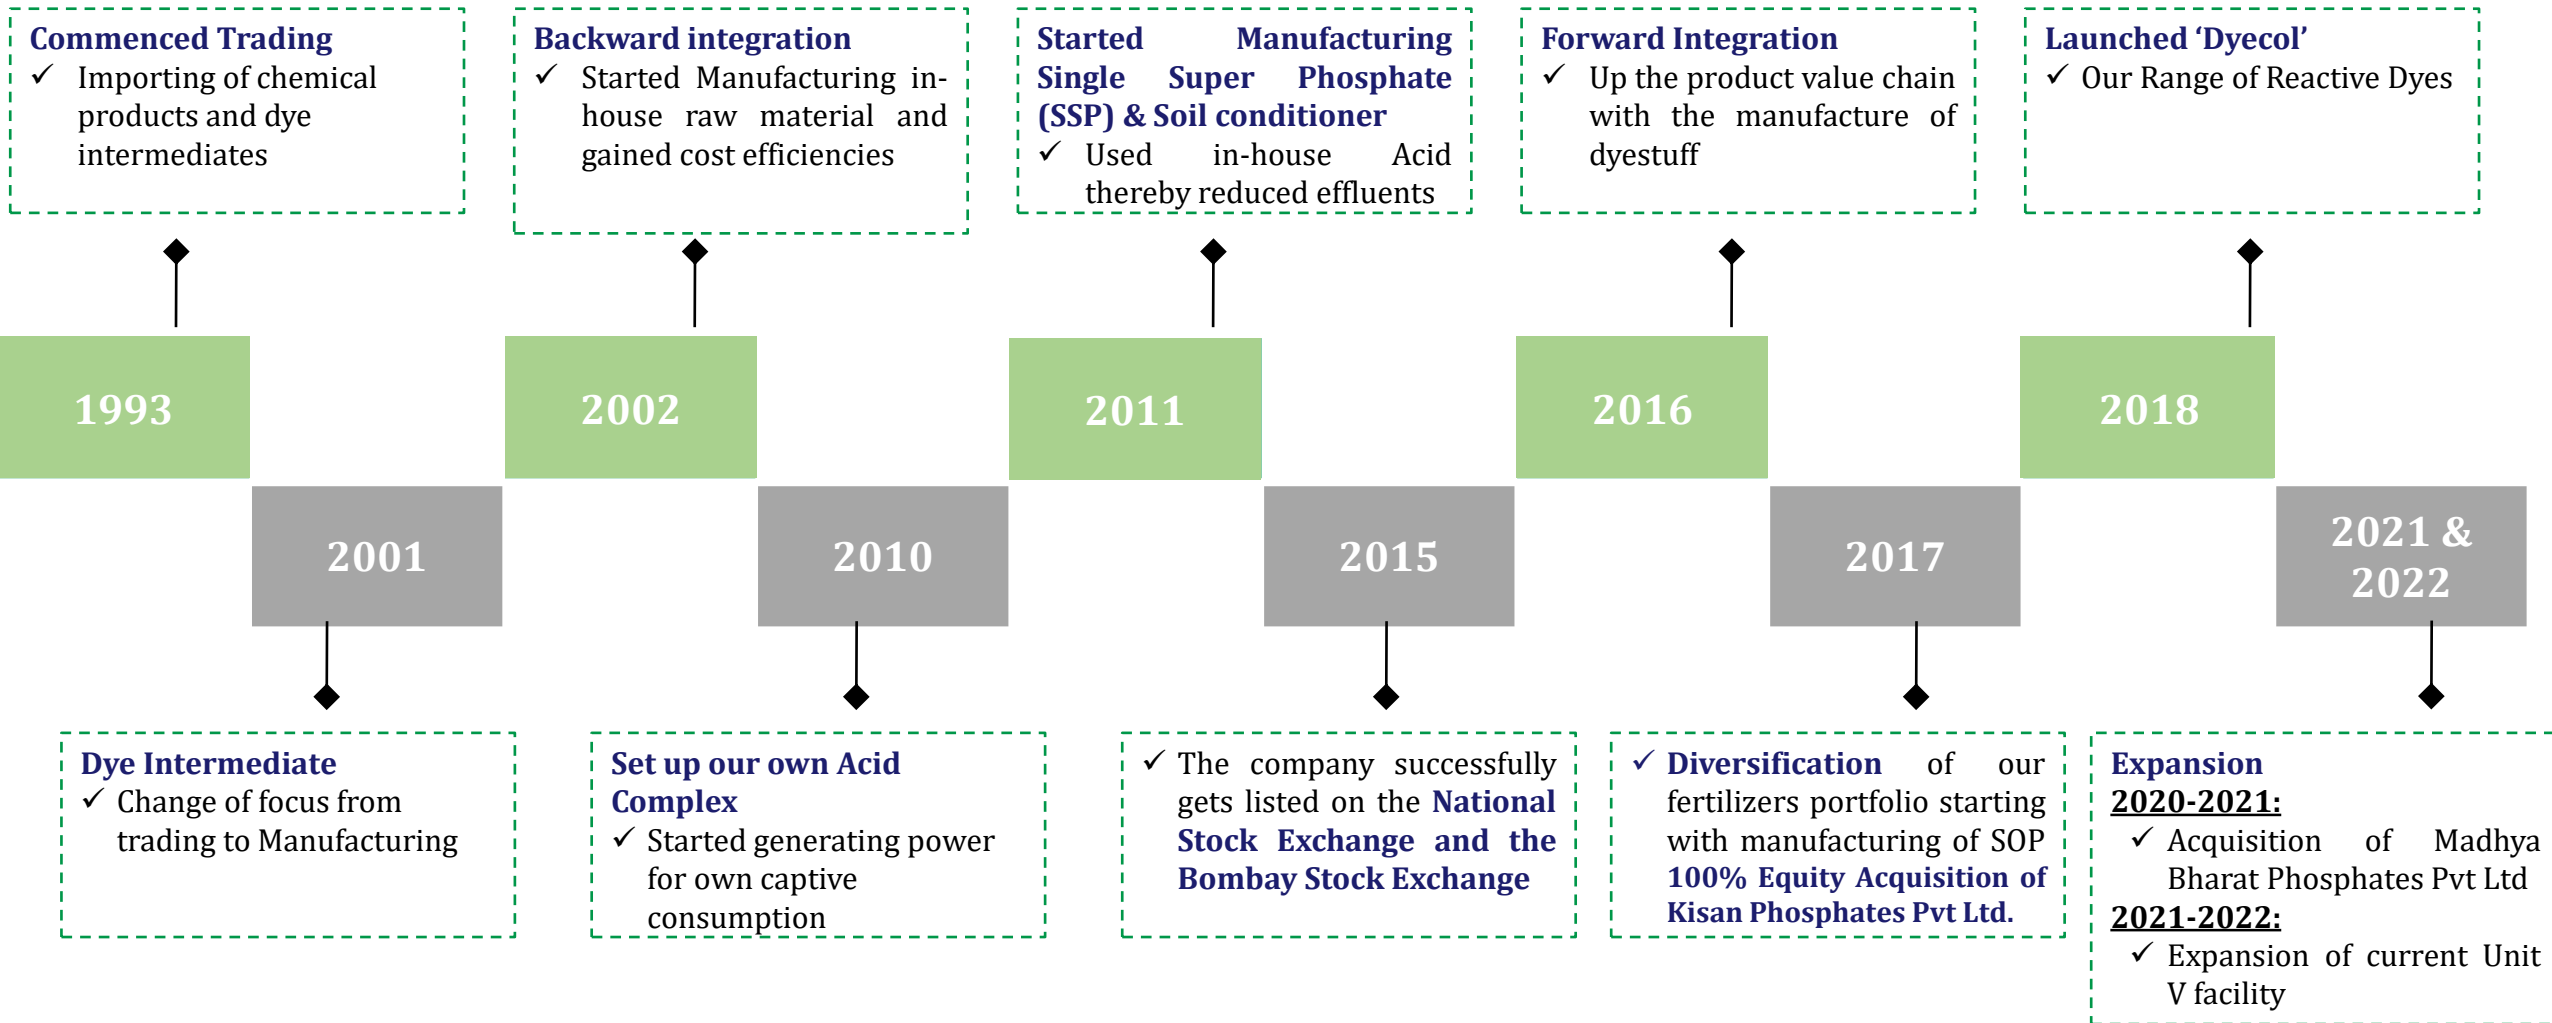 Commenced Trading
✓ Importing of chemical
products and dye
intermediates
Backward integration
✓ Started Manufacturing in-
house raw material and
gained cost efficiencies
Started Manufacturing
Single Super Phosphate
(SSP) & Soil conditioner
✓ Used in-house Acid
thereby reduced effluents
Forward Integration
✓ Up the product value chain
with the manufacture of
dyestuff
Launched ‘Dyecol’
✓ Our Range of Reactive Dyes
1993
2002
2011
2016
2018
2001
2010
2015
2017
2021 &
2022
Dye Intermediate
✓ Change of focus from
trading to Manufacturing
Set up our own Acid
Complex
✓ Started generating power
for own captive
consumption
✓ The company successfully
gets listed on the National
Stock Exchange and the
Bombay Stock Exchange
✓ Diversification of our
fertilizers portfolio starting
with manufacturing of SOP
100% Equity Acquisition of
Kisan Phosphates Pvt Ltd.
Expansion
2020-2021:
✓ Acquisition of Madhya
Bharat Phosphates Pvt Ltd
2021-2022:
✓ Expansion of current Unit
V facility